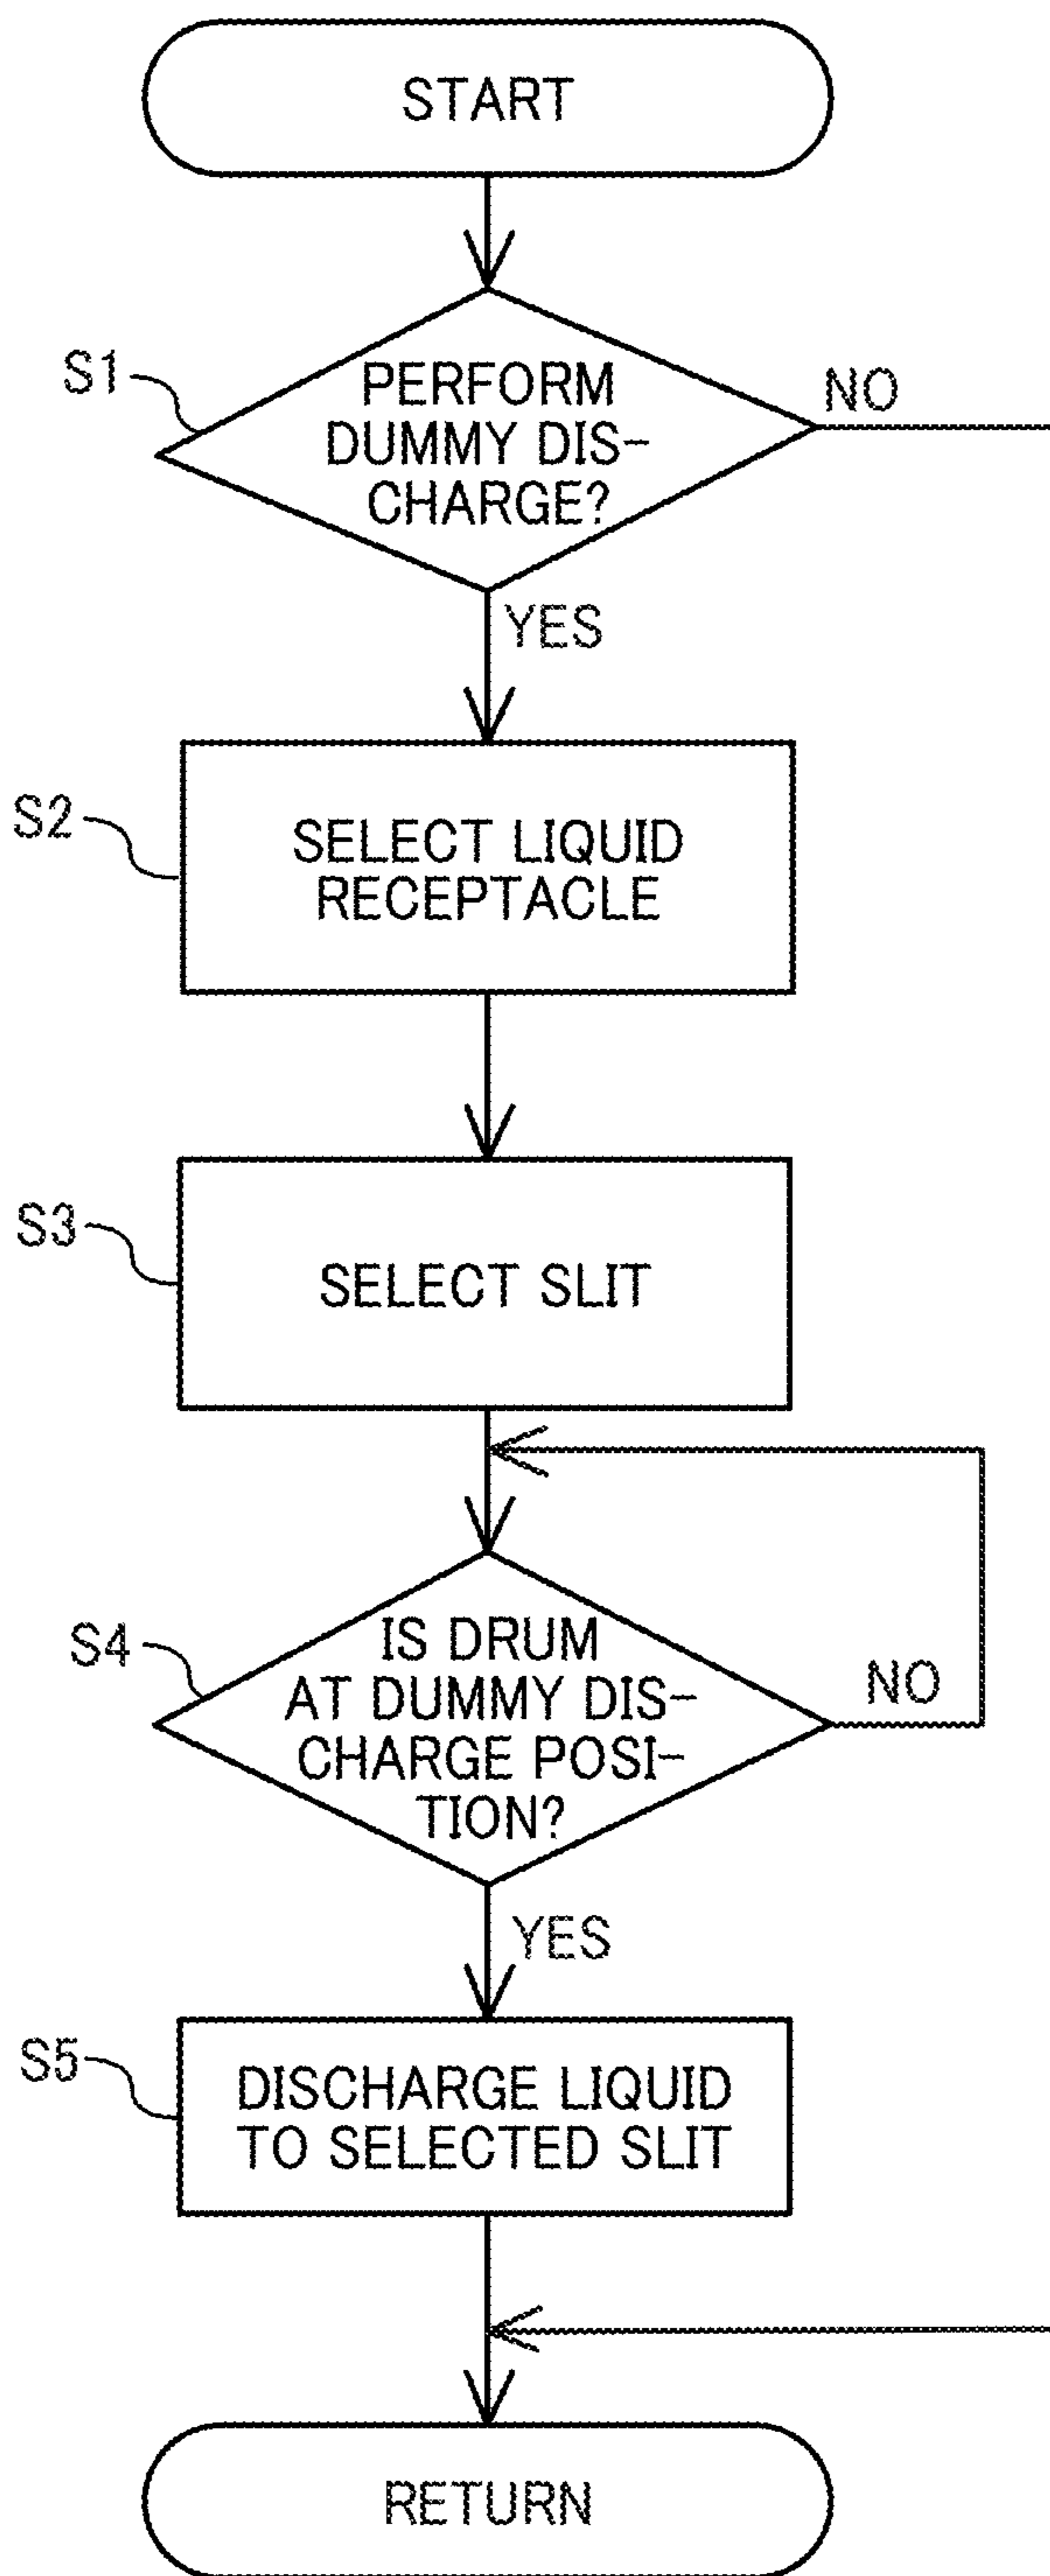 START
S1
PERFORM
DUMMY DIS-
CHARGE?
NO
YES
S2
SELECT LIQUID
RECEPTACLE
S3
SELECT SLIT
S4
IS DRUM
AT DUMMY DIS-
CHARGE POSI-
TION?
NO
YES
S5
DISCHARGE LIQUID
TO SELECTED SLIT
RETURN